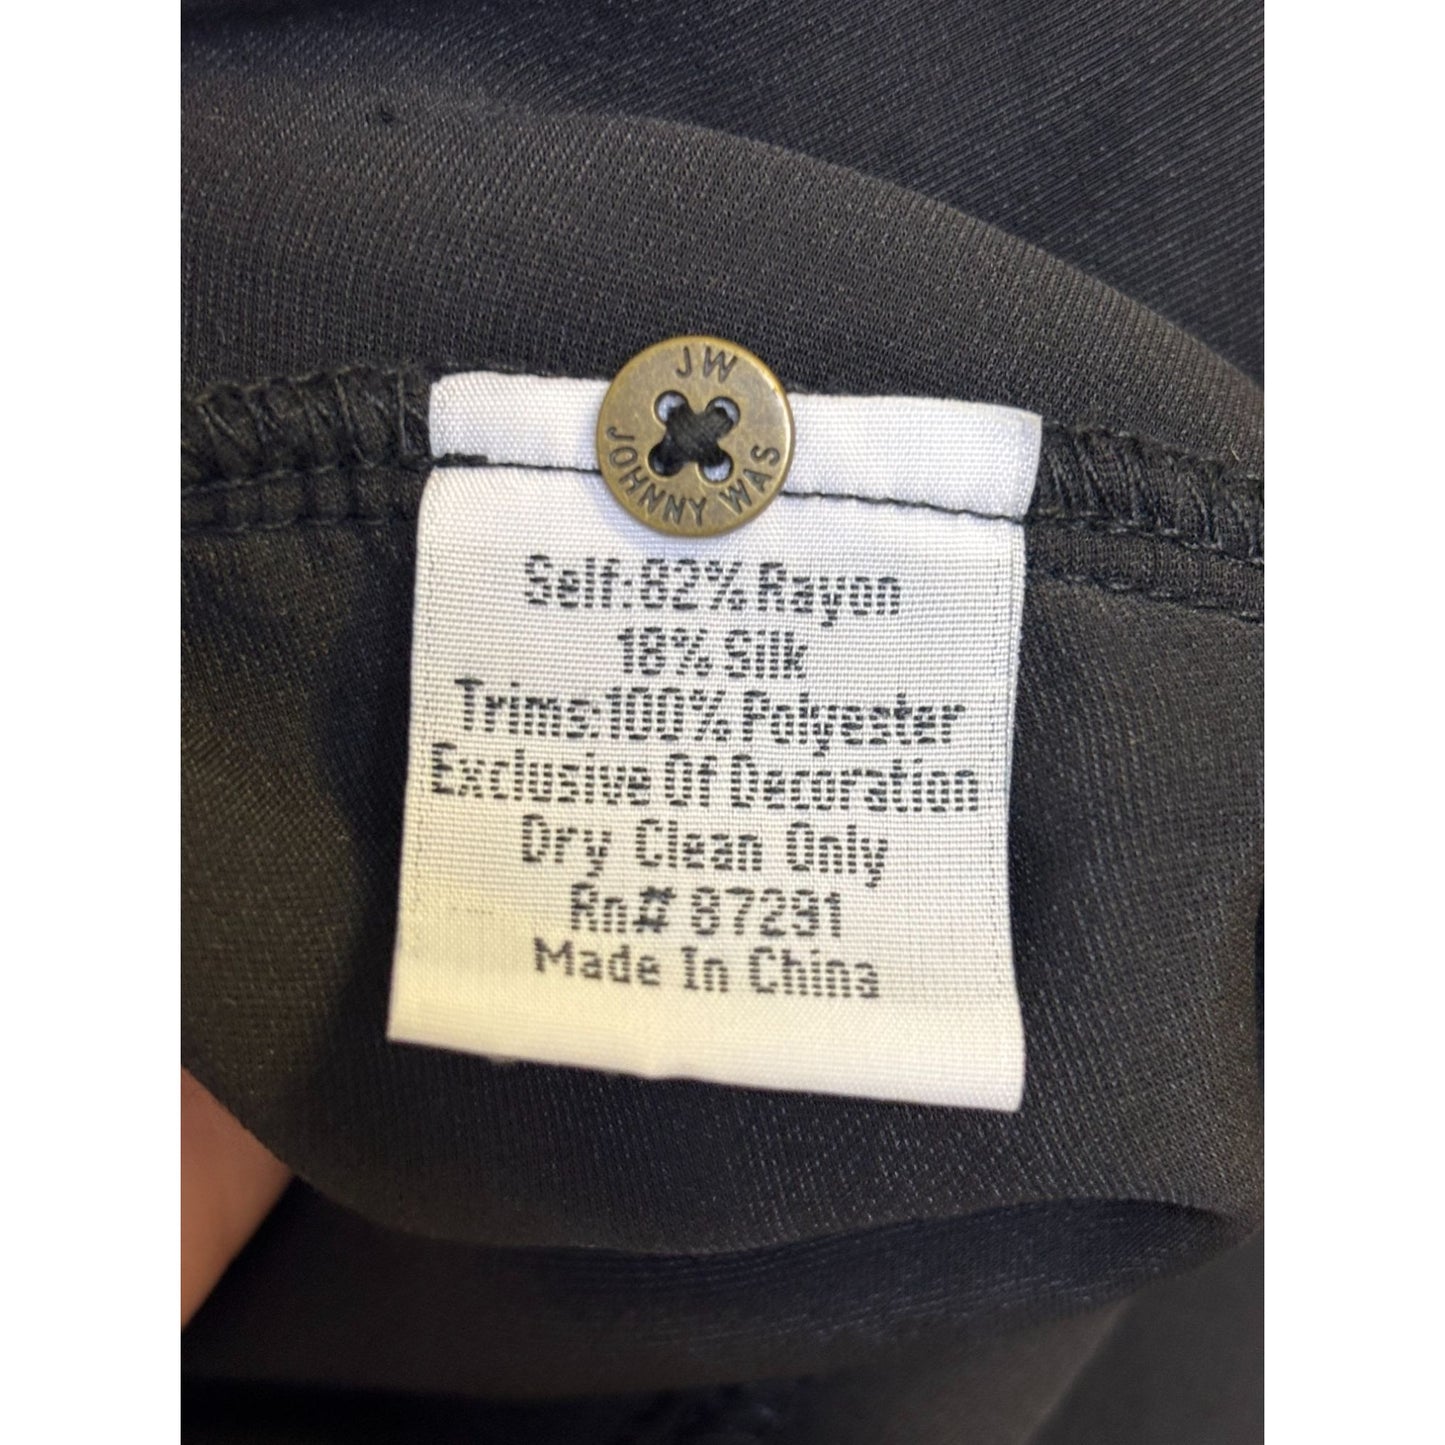 JW
JOHNNY WAS
Self:82% Rayon
18% Silk
Trims:100% Polyester
Exclusive Of Decoration
Dry Clean Only
Rn# 87291
Made In China